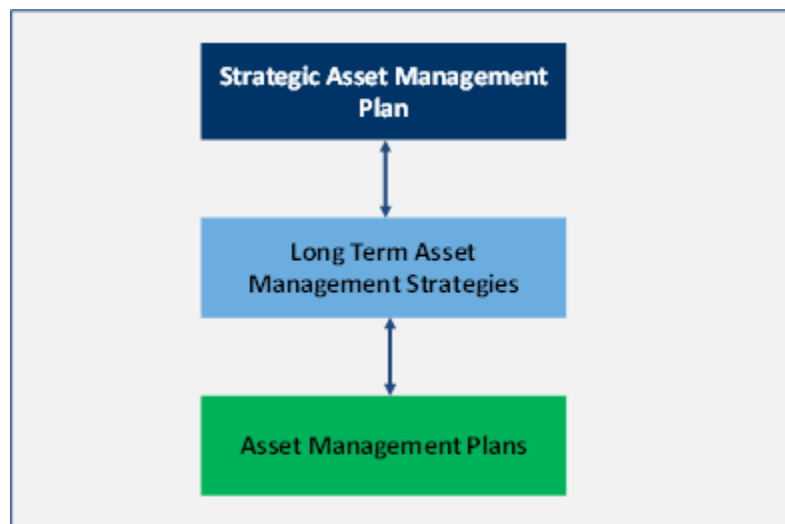 Strategic Asset Management
Plan
Long Term Asset
Management Strategies
Asset Management Plans